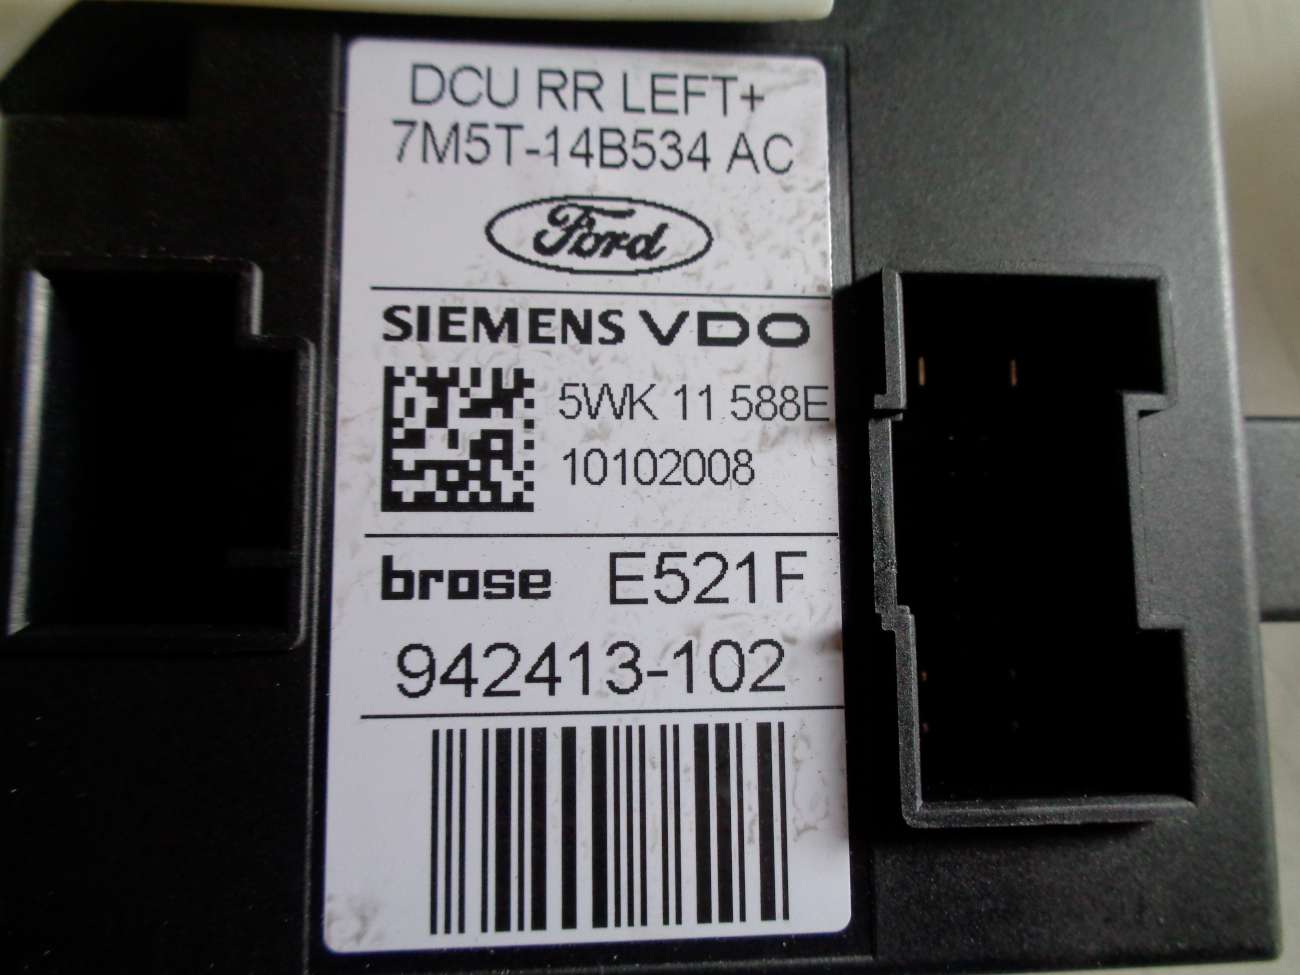 DCU RR LEFT+
7M5T-14B534 AC
Ford
SIEMENS VDO
5WK 11 588E
10102008
brose E521F
942413-102